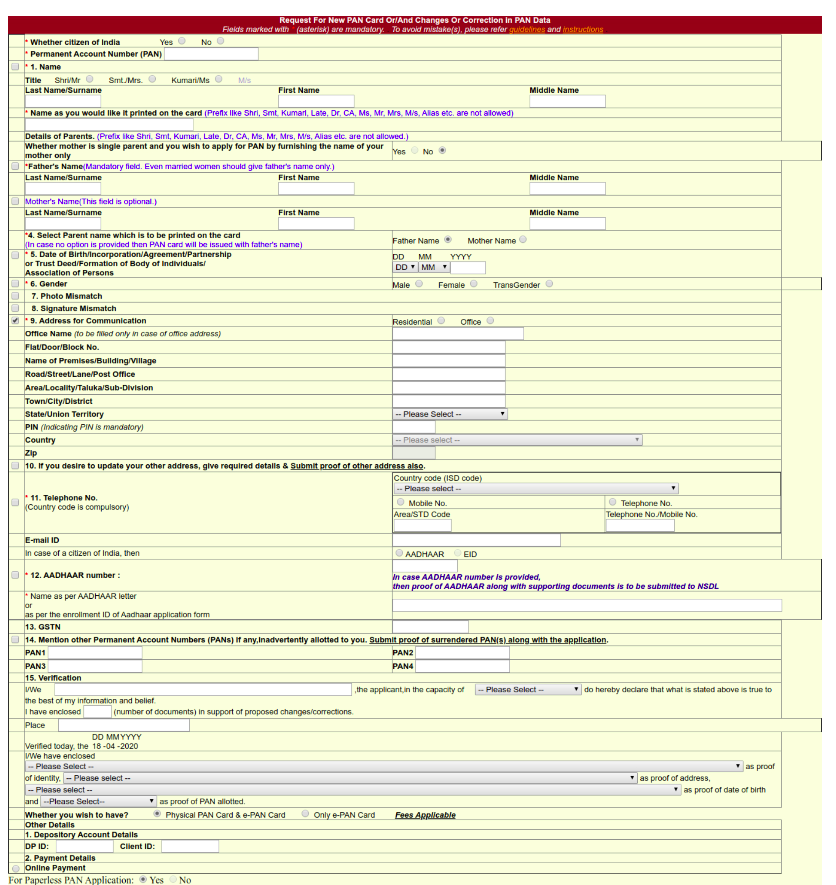 Request For New PAN Card Or/And Changes Or Correction in PAN Data
Fields marked with * (asterisk) are mandatory. To avoid mistake(s), please refer guidelines and instructions
* Whether citizen of India Yes No
* Permanent Account Number (PAN)
* 1. Name
Title Shri/Mr Smt./Mrs. Kumari/Ms M/s
Last Name/Surname First Name Middle Name
* Name as you would like it printed on the card (Prefix like Shri, Smt, Kumari, Late, Dr, CA, Ms, Mr, Mrs, M/s, Alias etc. are not allowed)
Details of Parents. (Prefix like Shri, Smt, Kumari, Late, Dr, CA, Ms, Mr, Mrs, M/s, Alias etc. are not allowed.)
Whether mother is single parent and you wish to apply for PAN by furnishing the name of your
mother only Yes No
*Father's Name(Mandatory field. Even married women should give father's name only.)
Last Name/Surname First Name Middle Name
Mother's Name(This field is optional.)
Last Name/Surname First Name Middle Name
*4. Select Parent name which is to be printed on the card
(In case no option is provided then PAN card will be issued with father's name) Father Name Mother Name
* 5. Date of Birth/Incorporation/Agreement/Partnership
or Trust Deed/Formation of Body of Individuals/
Association of Persons
DD MM YYYY
DD MM
* 6. Gender Male Female TransGender
7. Photo Mismatch
8. Signature Mismatch
* 9. Address for Communication Residential Office
Office Name (to be filled only in case of office address)
Flat/Door/Block No.
Name of Premises/Building/Village
Road/Street/Lane/Post Office
Area/Locality/Taluka/Sub-Division
Town/City/District
State/Union Territory -- Please Select --
PIN (Indicating PIN is mandatory)
Country -- Please select --
Zip
10. If you desire to update your other address, give required details & Submit proof of other address also.
Country code (ISD code)
-- Please select --
* 11. Telephone No.
(Country code is compulsory)
Mobile No. Telephone No.
Area/STD Code Telephone No./Mobile No.
E-mail ID
In case of a citizen of India, then AADHAAR EID
* 12. AADHAAR number :
In case AADHAAR number is provided,
then proof of AADHAAR along with supporting documents is to be submitted to NSDL
* Name as per AADHAAR letter
or
as per the enrollment ID of Aadhaar application form
13. GSTN
14. Mention other Permanent Account Numbers (PANs) if any,Inadvertently allotted to you. Submit proof of surrendered PAN(s) along with the application.
PAN1 PAN2
PAN3 PAN4
15. Verification
I/We ,the applicant,in the capacity of -- Please Select -- do hereby declare that what is stated above is true to
the best of my information and belief.
I have enclosed (number of documents) in support of proposed changes/corrections.
Place
DD MMYYYY
Verified today, the 18 -04 -2020
I/We have enclosed
-- Please Select -- as proof
of identity, -- Please select -- as proof of address,
-- Please select -- as proof of date of birth
and --Please Select-- as proof of PAN allotted.
Whether you wish to have? Physical PAN Card & e-PAN Card Only e-PAN Card Fees Applicable
Other Details
1. Depository Account Details
DP ID: Client ID:
2. Payment Details
Online Payment
For Paperless PAN Application: Yes No